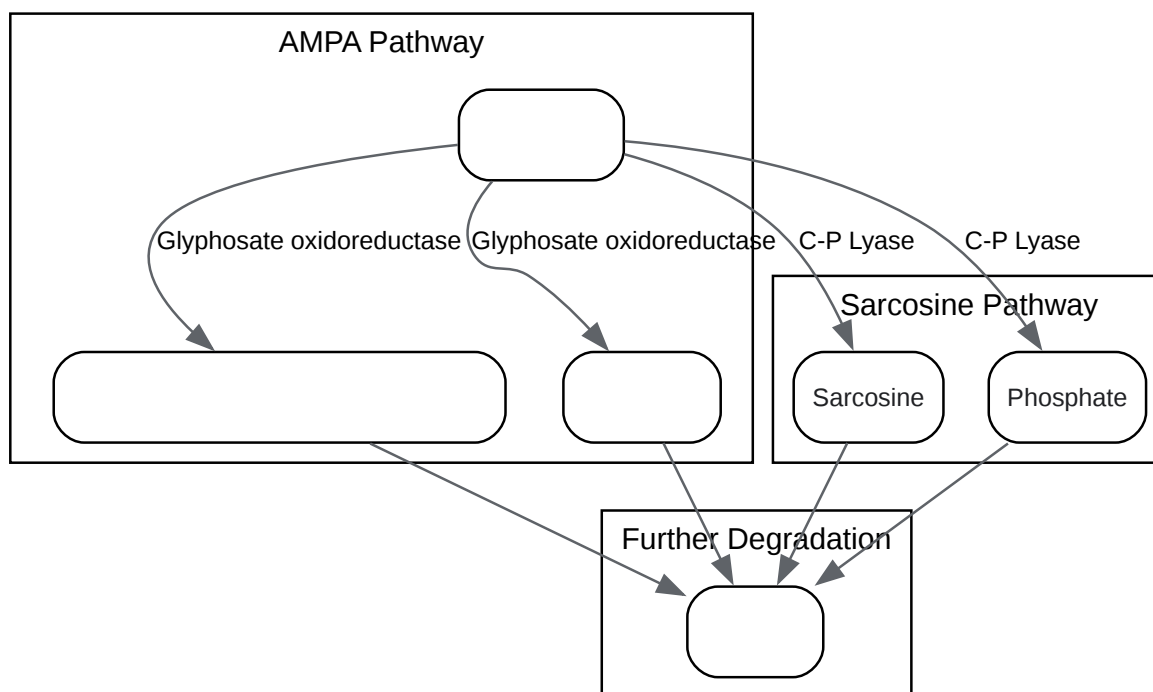 AMPA Pathway
Glyphosate oxidoreductase
Glyphosate oxidoreductase
C-P Lyase
C-P Lyase
Sarcosine Pathway
Sarcosine
Phosphate
Further Degradation